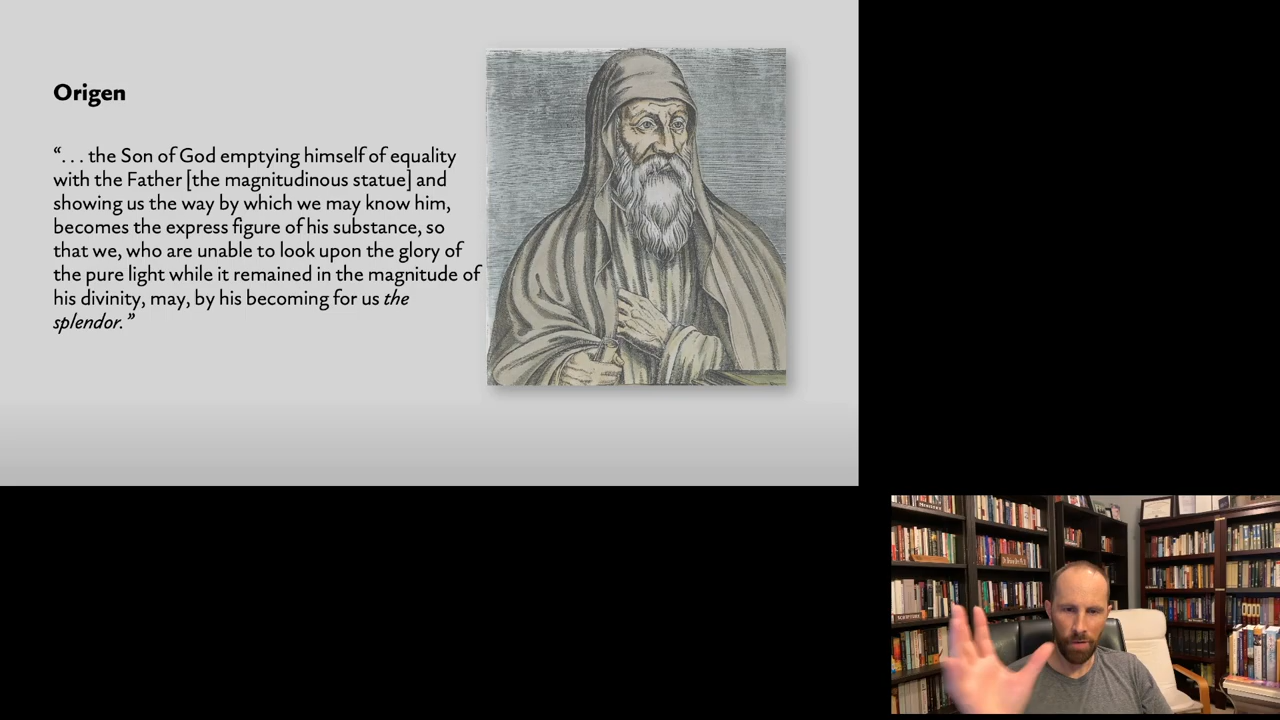 Origen
“. . . the Son of God emptying himself of equality
with the Father [the magnitudinous statue] and
showing us the way by which we may know him,
becomes the express figure of his substance, so
that we, who are unable to look upon the glory of
the pure light while it remained in the magnitude of
his divinity, may, by his becoming for us the
splendor.”